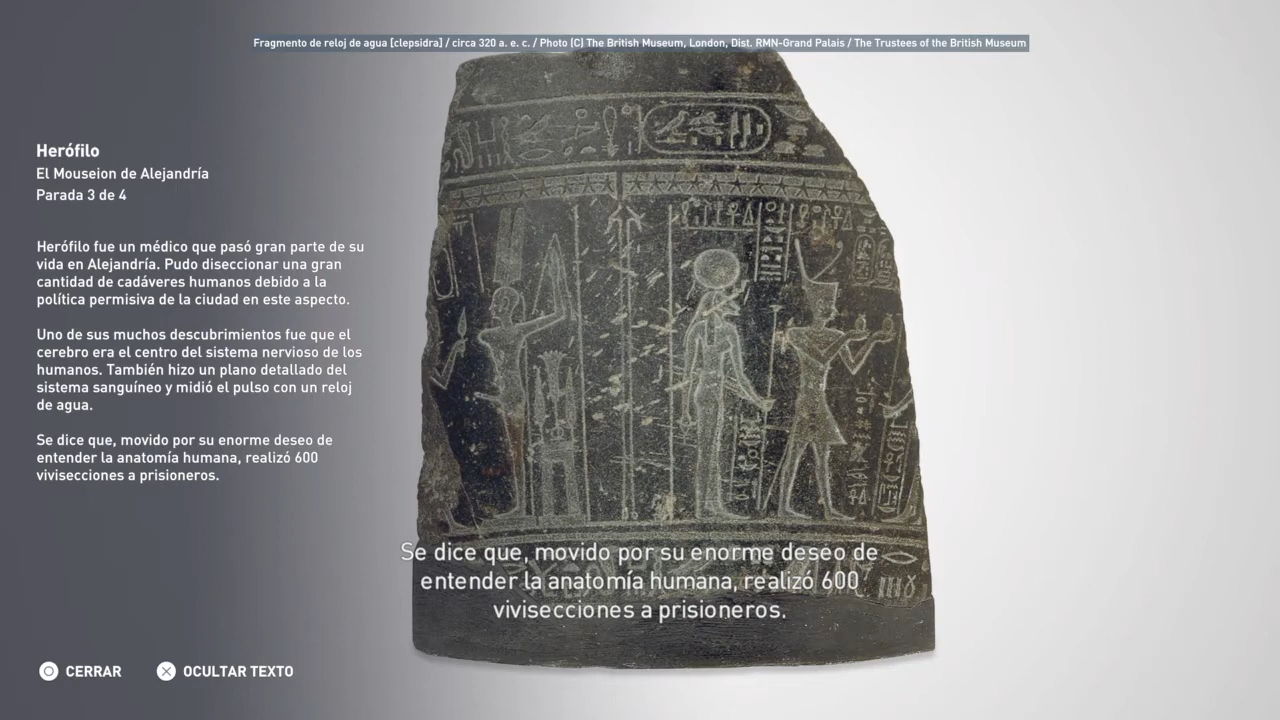 Fragmento de reloj de agua [clepsidra] / circa 320 a. e. c. / Photo (C) The British Museum, London, Dist. RMN-Grand Palais / The Trustees of the British Museum
Herófilo
El Mouseion de Alejandría
Parada 3 de 4
Herófilo fue un médico que pasó gran parte de su
vida en Alejandría. Pudo diseccionar una gran
cantidad de cadáveres humanos debido a la
política permisiva de la ciudad en este aspecto.
Uno de sus muchos descubrimientos fue que el
cerebro era el centro del sistema nervioso de los
humanos. También hizo un plano detallado del
sistema sanguíneo y midió el pulso con un reloj
de agua.
Se dice que, movido por su enorme deseo de
entender la anatomía humana, realizó 600
vivisecciones a prisioneros.
Se dice que, movido por su enorme deseo de
entender la anatomía humana, realizó 600
vivisecciones a prisioneros.
CERRAR
OCULTAR TEXTO